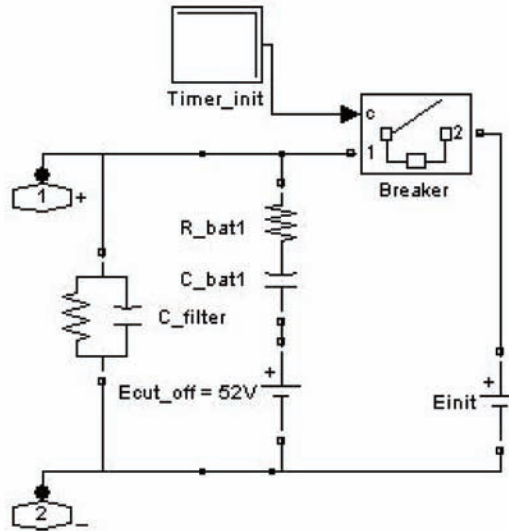 Timer_init
c
1 2
Breaker
1 +
R_bat1
C_bat1
C_filter
+
Ecut_off = 52V
+
Einit
2 _